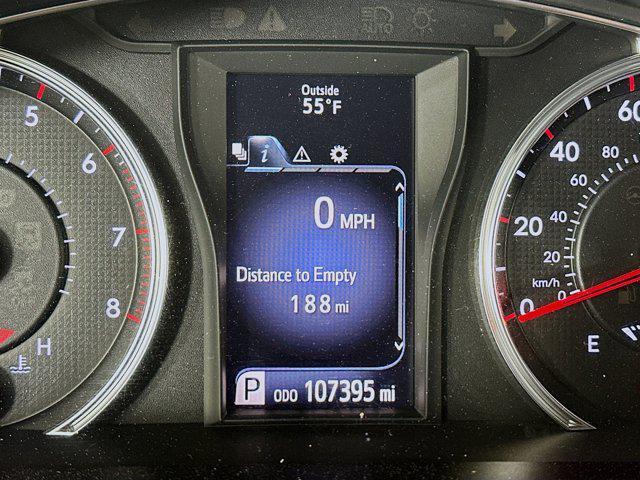 AUTO
Outside
55°F
i
0 MPH
Distance to Empty
188 mi
P ODO 107395 mi
5
6
7
8
H
60
40
20
0
80
60
40
20
0
km/h
E